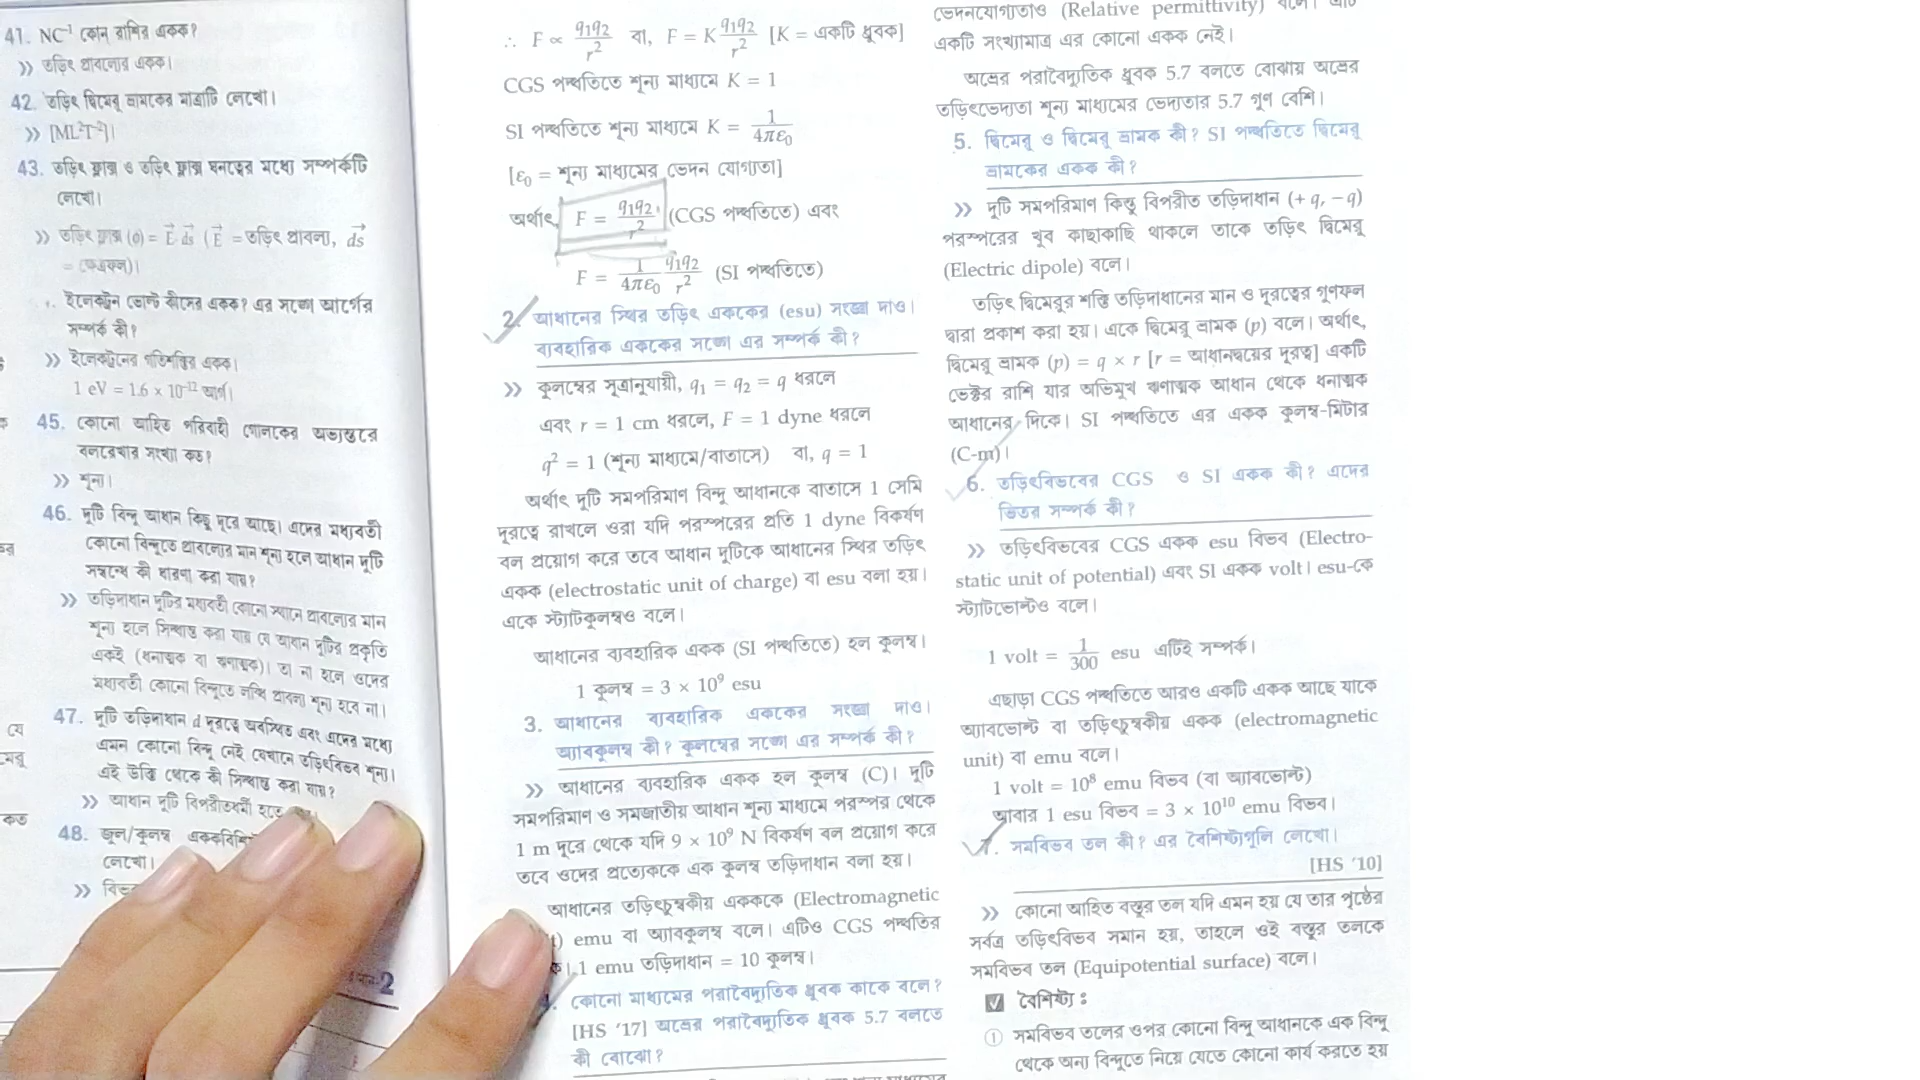 41. NC⁻¹ কোন রাশির একক?
» তড়িৎ প্রাবল্যের একক।
42. তড়িৎ দ্বিমেরু ভ্রামকের মাত্রাটি লেখো।
43. তড়িৎ ফ্লাক্স ও তড়িৎ ফ্লাক্স ঘনত্বের মধ্যে সম্পর্কটি
লেখো।
» তড়িৎ ফ্লাক্স (φ) = E⃗ ds⃗ (E⃗ = তড়িৎ প্রাবল্য, ds⃗
= ক্ষেত্রফল)।
ইলেকট্রন ভোল্ট কীসের একক? এর সঙ্গে আর্গের
সম্পর্ক কী?
» ইলেকট্রনের গতিশক্তির একক।
1 eV = 1.6 × 10⁻¹² আর্গ।
45. কোনো আহিত পরিবাহী গোলকের অভ্যন্তরে
বলরেখার সংখ্যা কত?
» শূন্য।
46. দুটি বিন্দু আধান কিছু দূরে আছে। এদের মধ্যবর্তী
কোনো বিন্দুতে প্রাবল্যের মান শূন্য হলে আধান দুটি
সম্বন্ধে কী ধারণা করা যায়?
» তড়িদাধান দুটির মধ্যবর্তী কোনো স্থানে প্রাবল্যের মান
শূন্য হলে সিদ্ধান্ত করা যায় যে আধান দুটির প্রকৃতি
একই (ধনাত্মক বা ঋণাত্মক)। তা না হলে ওদের
মধ্যবর্তী কোনো বিন্দুতে লব্ধি প্রাবল্য শূন্য হবে না।
47. দুটি তড়িদাধান d দূরত্বে অবস্থিত এবং এদের মধ্যে
এমন কোনো বিন্দু নেই যেখানে তড়িৎবিভব শূন্য।
এই উক্তি থেকে কী সিদ্ধান্ত করা যায়?
» আধান দুটি বিপরীতধর্মী হতে
48. জুল/কুলম্ব
লেখো।
»
2
∴ F ∝ q₁q₂/r² বা, F = K q₁q₂/r² [K = একটি ধ্রুবক]
CGS পদ্ধতিতে শূন্য মাধ্যমে K = 1
SI পদ্ধতিতে শূন্য মাধ্যমে K = 1/4πε₀
[ε₀ = শূন্য মাধ্যমের ভেদন যোগ্যতা]
অর্থাৎ, F = q₁q₂/r² (CGS পদ্ধতিতে) এবং
F = 1/4πε₀ q₁q₂/r² (SI পদ্ধতিতে)
2. আধানের স্থির তড়িৎ এককের (esu) সংজ্ঞা দাও।
ব্যবহারিক এককের সঙ্গে এর সম্পর্ক কী?
» কুলম্বের সূত্রানুযায়ী, q₁ = q₂ = q ধরলে
এবং r = 1 cm ধরলে, F = 1 dyne ধরলে
q² = 1 (শূন্য মাধ্যমে/বাতাসে) বা, q = 1
অর্থাৎ দুটি সমপরিমাণ বিন্দু আধানকে বাতাসে 1 সেমি
দূরত্বে রাখলে ওরা যদি পরস্পরের প্রতি 1 dyne বিকর্ষণ
বল প্রয়োগ করে তবে আধান দুটিকে আধানের স্থির তড়িৎ
একক (electrostatic unit of charge) বা esu বলা হয়।
একে স্ট্যাটকুলম্বও বলে।
আধানের ব্যবহারিক একক (SI পদ্ধতিতে) হল কুলম্ব।
1 কুলম্ব = 3 × 10⁹ esu
3. আধানের ব্যবহারিক এককের সংজ্ঞা দাও।
অ্যাবকুলম্ব কী? কুলম্বের সঙ্গে এর সম্পর্ক কী?
» আধানের ব্যবহারিক একক হল কুলম্ব (C)। দুটি
সমপরিমাণ ও সমজাতীয় আধান শূন্য মাধ্যমে পরস্পর থেকে
1 m দূরে থেকে যদি 9 × 10⁹ N বিকর্ষণ বল প্রয়োগ করে
তবে ওদের প্রত্যেককে এক কুলম্ব তড়িদাধান বলা হয়।
আধানের তড়িৎচুম্বকীয় একককে (Electromagnetic
) emu বা অ্যাবকুলম্ব বলে। এটিও CGS পদ্ধতির
। 1 emu তড়িদাধান = 10 কুলম্ব।
কোনো মাধ্যমের পরাবৈদ্যুতিক ধ্রুবক কাকে বলে?
[HS '17] অভ্রের পরাবৈদ্যুতিক ধ্রুবক 5.7 বলতে
কী বোঝো?
ভেদনযোগ্যতাও (Relative permittivity) বলে।
একটি সংখ্যামাত্র এর কোনো একক নেই।
অভ্রের পরাবৈদ্যুতিক ধ্রুবক 5.7 বলতে বোঝায় অভ্রের
তড়িৎভেদ্যতা শূন্য মাধ্যমের ভেদ্যতার 5.7 গুণ বেশি।
5. দ্বিমেরু ও দ্বিমেরু ভ্রামক কী? SI পদ্ধতিতে দ্বিমেরু
ভ্রামকের একক কী?
» দুটি সমপরিমাণ কিন্তু বিপরীত তড়িদাধান (+ q, − q)
পরস্পরের খুব কাছাকাছি থাকলে তাকে তড়িৎ দ্বিমেরু
(Electric dipole) বলে।
তড়িৎ দ্বিমেরুর শক্তি তড়িদাধানের মান ও দূরত্বের গুণফল
দ্বারা প্রকাশ করা হয়। একে দ্বিমেরু ভ্রামক (p) বলে। অর্থাৎ,
দ্বিমেরু ভ্রামক (p) = q × r [r = আধানদ্বয়ের দূরত্ব] একটি
ভেক্টর রাশি যার অভিমুখ ঋণাত্মক আধান থেকে ধনাত্মক
আধানের দিকে। SI পদ্ধতিতে এর একক কুলম্ব-মিটার
(C-m)।
6. তড়িৎবিভবের CGS ও SI একক কী? এদের
ভিতর সম্পর্ক কী?
» তড়িৎবিভবের CGS একক esu বিভব (Electro-
static unit of potential) এবং SI একক volt। esu-কে
স্ট্যাটভোল্টও বলে।
1 volt = 1/300 esu এটিই সম্পর্ক।
এছাড়া CGS পদ্ধতিতে আরও একটি একক আছে যাকে
অ্যাবভোল্ট বা তড়িৎচুম্বকীয় একক (electromagnetic
unit) বা emu বলে।
1 volt = 10⁸ emu বিভব (বা অ্যাবভোল্ট)
আবার 1 esu বিভব = 3 × 10¹⁰ emu বিভব।
7. সমবিভব তল কী? এর বৈশিষ্ট্যগুলি লেখো।
[HS '10]
» কোনো আহিত বস্তুর তল যদি এমন হয় যে তার পৃষ্ঠের
সর্বত্র তড়িৎবিভব সমান হয়, তাহলে ওই বস্তুর তলকে
সমবিভব তল (Equipotential surface) বলে।
☑ বৈশিষ্ট্য :
① সমবিভব তলের ওপর কোনো বিন্দু আধানকে এক বিন্দু
থেকে অন্য বিন্দুতে নিয়ে যেতে কোনো কার্য করতে হয়